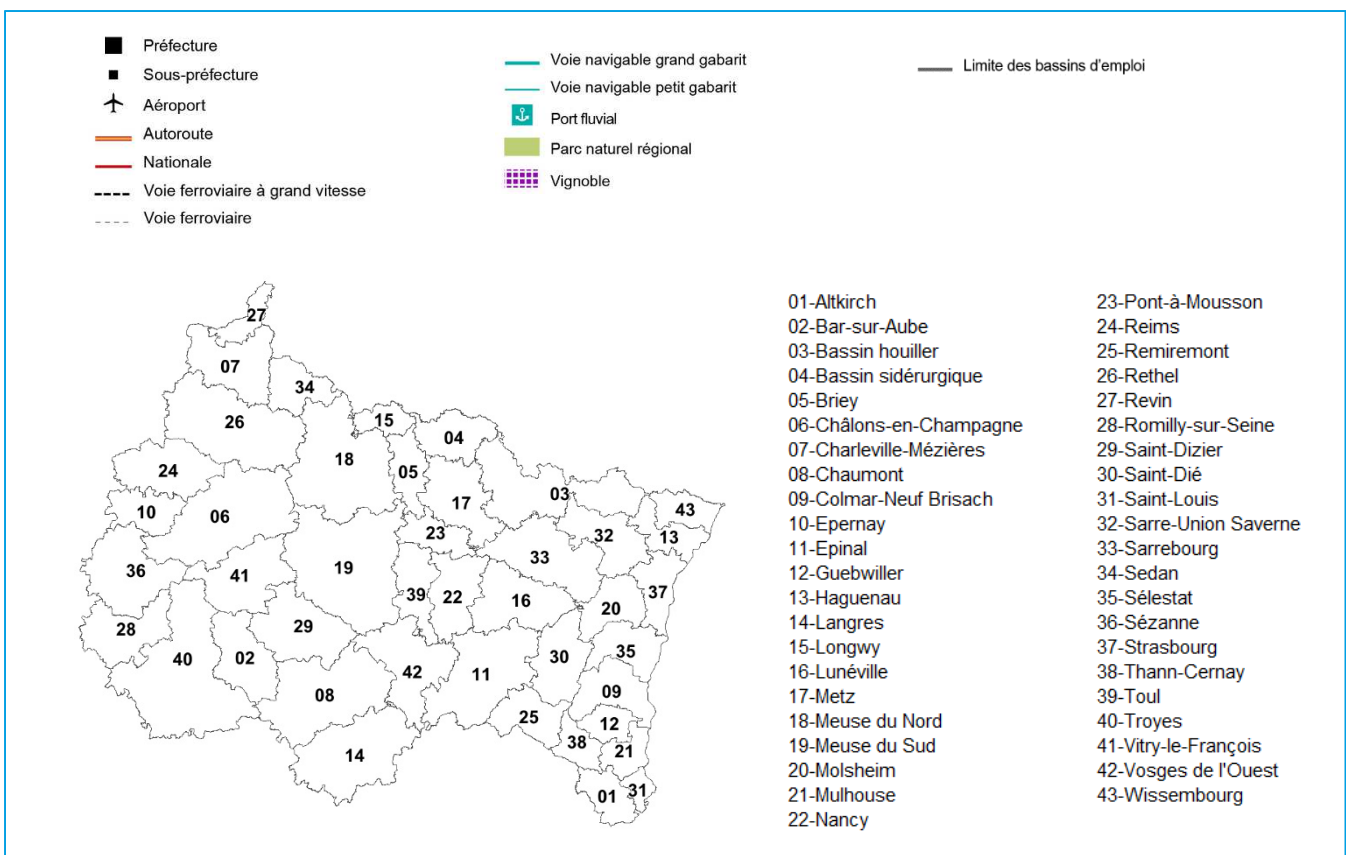 Préfecture
Sous-préfecture
Aéroport
Autoroute
Nationale
Voie ferroviaire à grand vitesse
Voie ferroviaire
Voie navigable grand gabarit
Voie navigable petit gabarit
Port fluvial
Parc naturel régional
Vignoble
Limite des bassins d'emploi
27
07
34
26
15
04
18
05
24
03
17
43
10
06
23
32
13
33
36
41
19
39
22
16
20
37
28
29
40
02
42
11
30
35
08
09
25
12
38
21
14
01
31
01-Altkirch
02-Bar-sur-Aube
03-Bassin houiller
04-Bassin sidérurgique
05-Briey
06-Châlons-en-Champagne
07-Charleville-Mézières
08-Chaumont
09-Colmar-Neuf Brisach
10-Epernay
11-Epinal
12-Guebwiller
13-Haguenau
14-Langres
15-Longwy
16-Lunéville
17-Metz
18-Meuse du Nord
19-Meuse du Sud
20-Molsheim
21-Mulhouse
22-Nancy
23-Pont-à-Mousson
24-Reims
25-Remiremont
26-Rethel
27-Revin
28-Romilly-sur-Seine
29-Saint-Dizier
30-Saint-Dié
31-Saint-Louis
32-Sarre-Union Saverne
33-Sarrebourg
34-Sedan
35-Sélestat
36-Sézanne
37-Strasbourg
38-Thann-Cernay
39-Toul
40-Troyes
41-Vitry-le-François
42-Vosges de l'Ouest
43-Wissembourg